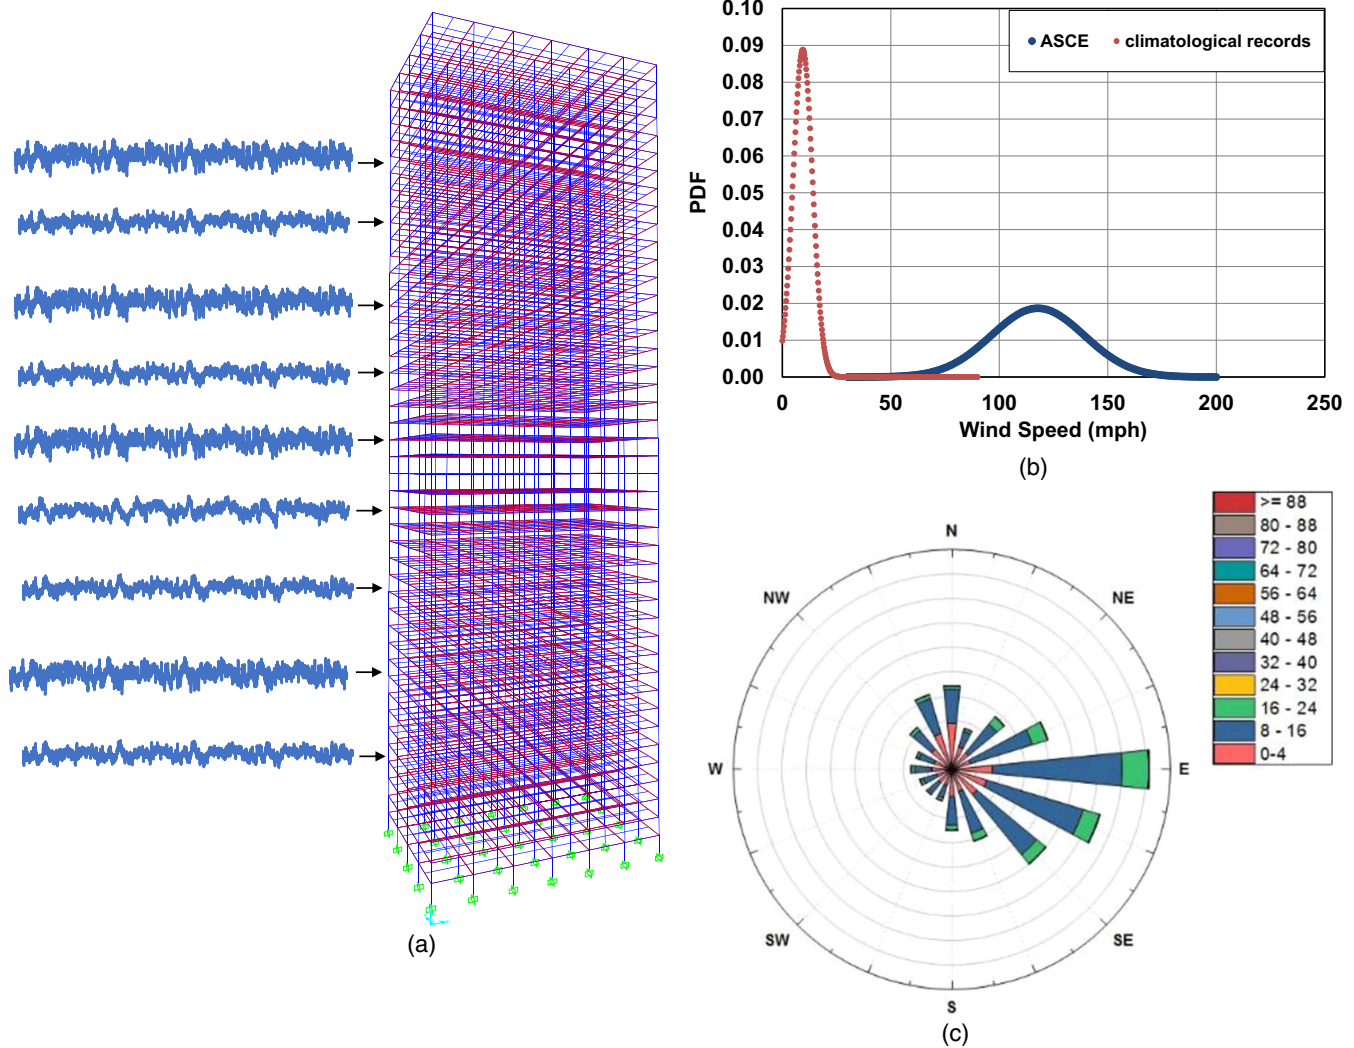 0.10
0.09
0.08
0.07
0.06
0.05
0.04
0.03
0.02
0.01
0.00
PDF
ASCE climatological records
0 50 100 150 200 250
Wind Speed (mph)
(b)
(a)
N
NE
E
SE
S
SW
W
NW
>= 88
80 - 88
72 - 80
64 - 72
56 - 64
48 - 56
40 - 48
32 - 40
24 - 32
16 - 24
8 - 16
0-4
(c)